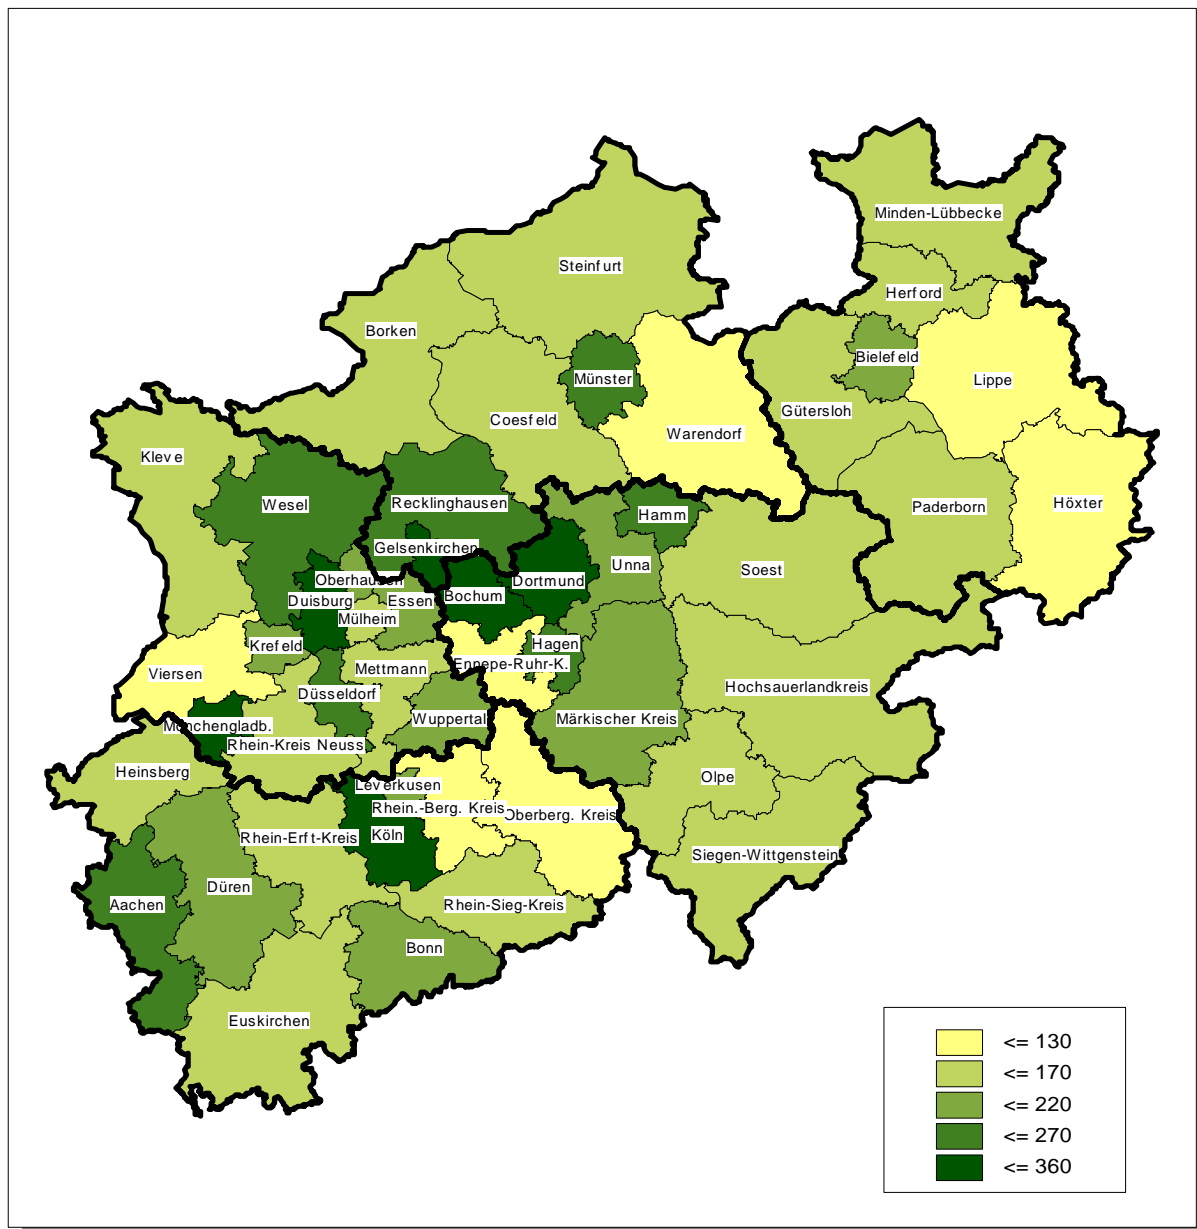 Minden-Lübbecke
Steinfurt
Herford
Borken
Bielefeld
Münster
Lippe
Gütersloh
Coesfeld
Warendorf
Kleve
Wesel
Recklinghausen
Höxter
Paderborn
Hamm
Gelsenkirchen
Unna
Soest
Oberhausen
Dortmund
Duisburg
Essen
Bochum
Mülheim
Krefeld
Hagen
Ennepe-Ruhr-K.
Mettmann
Viersen
Hochsauerlandkreis
Düsseldorf
Wuppertal
Märkischer Kreis
Mönchengladb.
Rhein-Kreis Neuss
Heinsberg
Olpe
Leverkusen
Rhein.-Berg. Kreis
Oberberg. Kreis
Rhein-Erft-Kreis
Köln
Siegen-Wittgenstein
Düren
Aachen
Rhein-Sieg-Kreis
Bonn
Euskirchen
<= 130
<= 170
<= 220
<= 270
<= 360